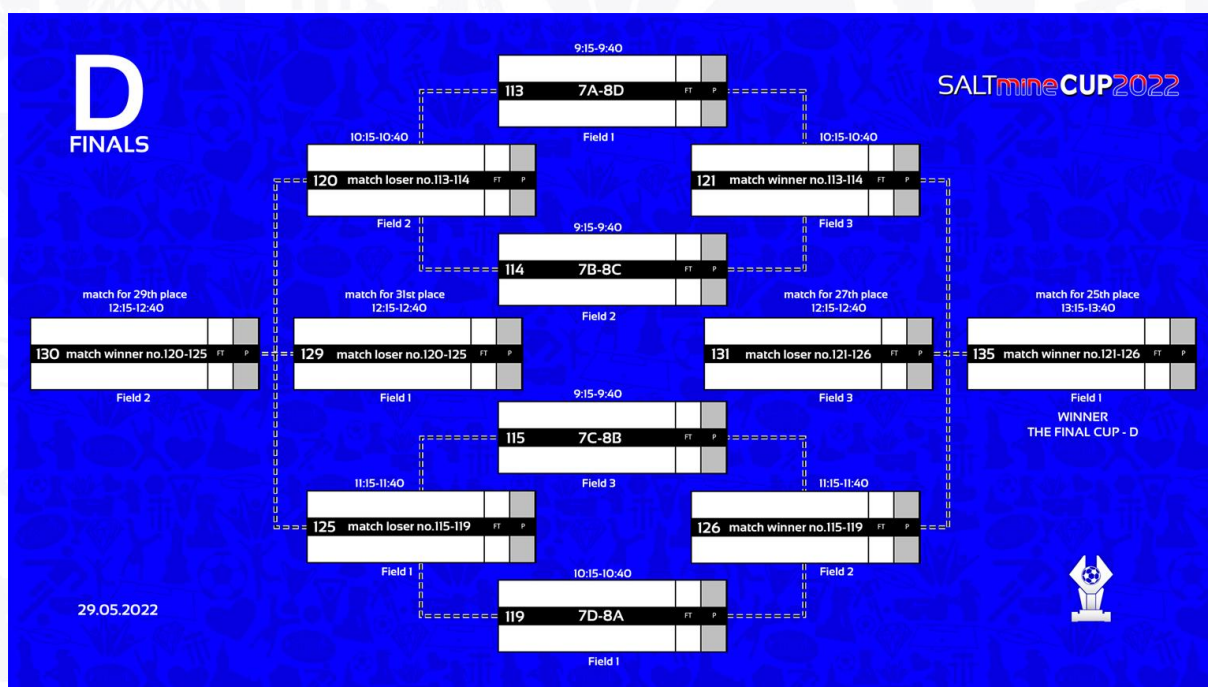 D
FINALS
SALTmineCUP2022
9:15-9:40
113 7A-8D FT P
Field 1
10:15-10:40
120 match loser no.113-114 FT P
Field 2
10:15-10:40
121 match winner no.113-114 FT P
Field 3
9:15-9:40
114 7B-8C FT P
Field 2
match for 29th place
12:15-12:40
130 match winner no.120-125 FT P
Field 2
match for 31st place
12:15-12:40
129 match loser no.120-125 FT P
Field 1
match for 27th place
12:15-12:40
131 match loser no.121-126 FT P
Field 3
match for 25th place
13:15-13:40
135 match winner no.121-126 FT P
Field 1
WINNER
THE FINAL CUP - D
9:15-9:40
115 7C-8B FT P
Field 3
11:15-11:40
125 match loser no.115-119 FT P
Field 1
11:15-11:40
126 match winner no.115-119 FT P
Field 2
10:15-10:40
119 7D-8A FT P
Field 1
29.05.2022